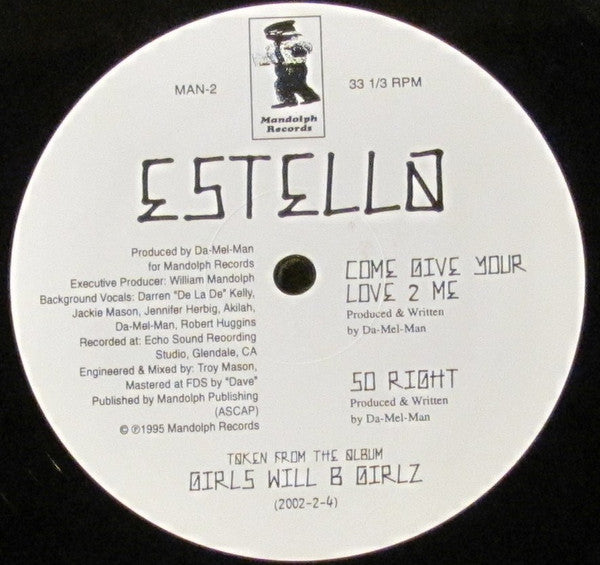 MAN-2
33 1/3 RPM
Mandolph
Records
ESTELLA
Produced by Da-Mel-Man
for Mandolph Records
Executive Producer: William Mandolph
Background Vocals: Darren "De La De" Kelly,
Jackie Mason, Jennifer Herbig, Akilah,
Da-Mel-Man, Robert Huggins
Recorded at: Echo Sound Reoording
Studio, Glendale, CA
Engineered & Mixed by: Troy Mason,
Mastered at FDS by "Dave"
Published by Mandolph Publishing
(ASCAP)
© ℗1995 Mandolph Records
COME GIVE YOUR
LOVE 2 ME
Produced & Written
by Da-Mel-Man
SO RIGHT
Produced & Written
by Da-Mel-Man
TAKEN FROM THE ALBUM
GIRLS WILL B GIRLZ
(2002-2-4)